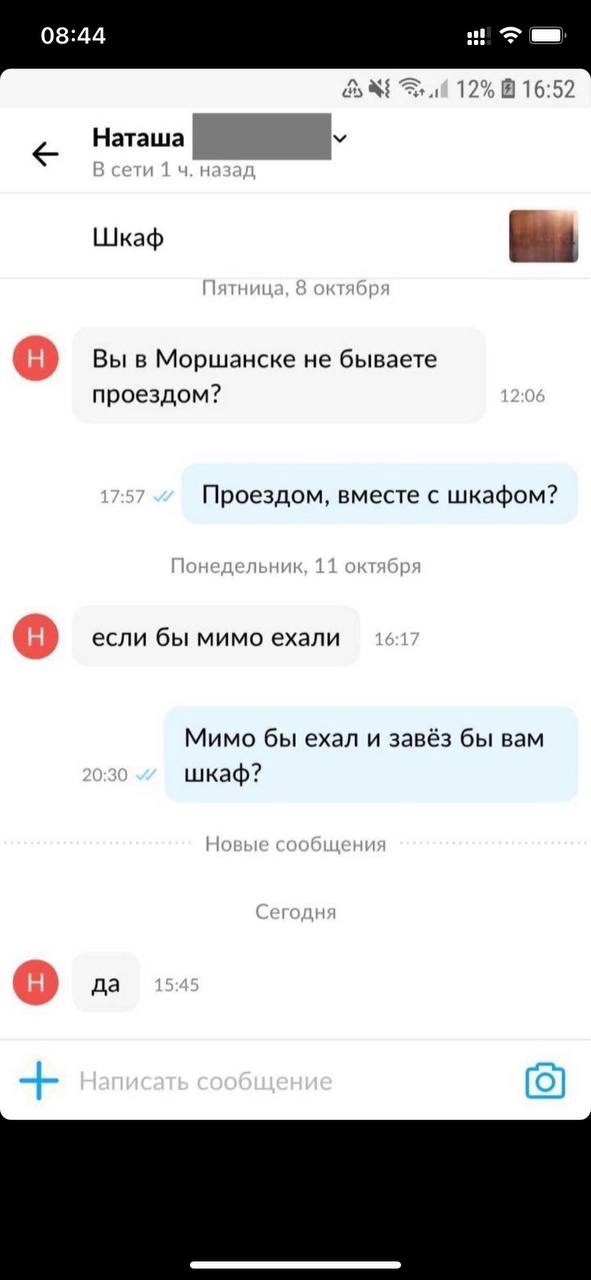 08:44
12% 16:52
Наташа
В сети 1 ч. назад
Шкаф
Пятница, 8 октября
Н
Вы в Моршанске не бываете
проездом?
12:06
17:57
Проездом, вместе с шкафом?
Понедельник, 11 октября
Н
если бы мимо ехали
16:17
Мимо бы ехал и завёз бы вам
шкаф?
20:30
Новые сообщения
Сегодня
Н
да
15:45
Написать сообщение